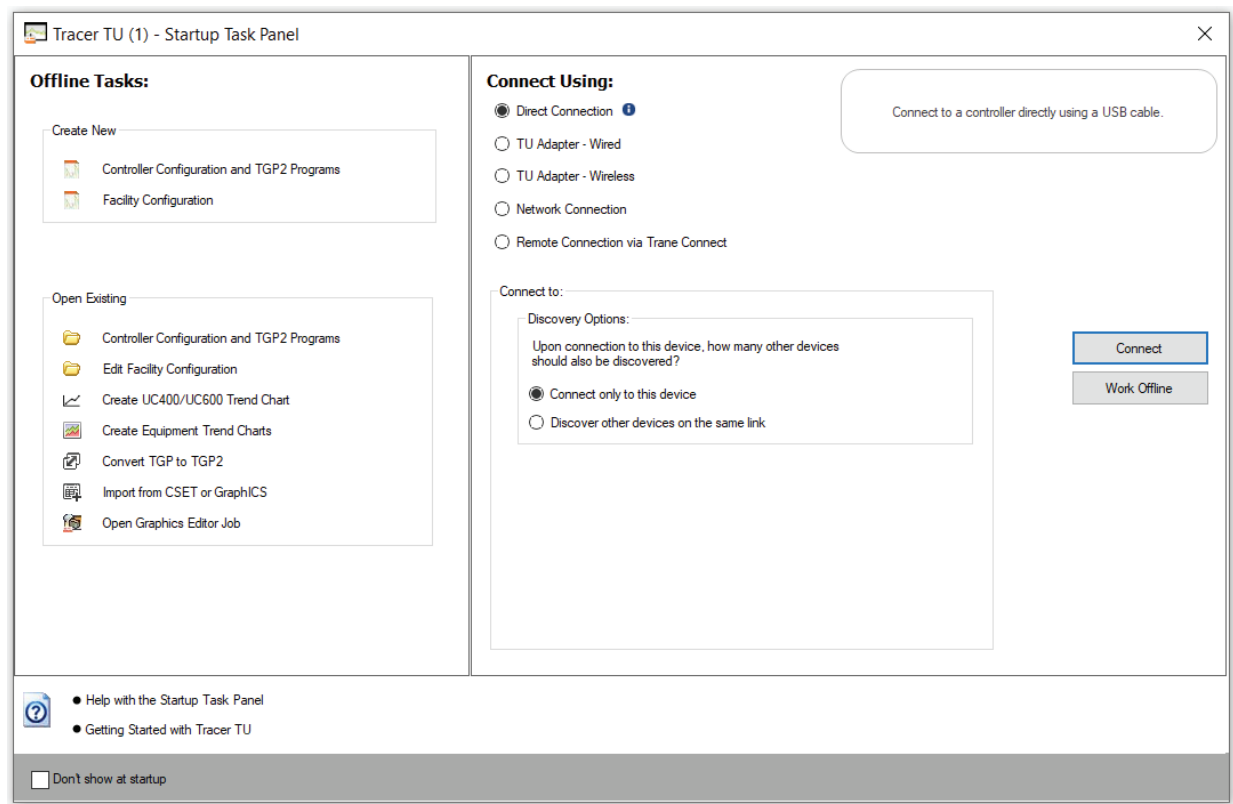 Tracer TU (1) - Startup Task Panel
Offline Tasks:
Create New
Controller Configuration and TGP2 Programs
Facility Configuration
Open Existing
Controller Configuration and TGP2 Programs
Edit Facility Configuration
Create UC400/UC600 Trend Chart
Create Equipment Trend Charts
Convert TGP to TGP2
Import from CSET or GraphICS
Open Graphics Editor Job
Connect Using:
Direct Connection
TU Adapter - Wired
TU Adapter - Wireless
Network Connection
Remote Connection via Trane Connect
Connect to a controller directly using a USB cable.
Connect to:
Discovery Options:
Upon connection to this device, how many other devices
should also be discovered?
Connect only to this device
Discover other devices on the same link
Connect
Work Offline
Help with the Startup Task Panel
Getting Started with Tracer TU
Don't show at startup